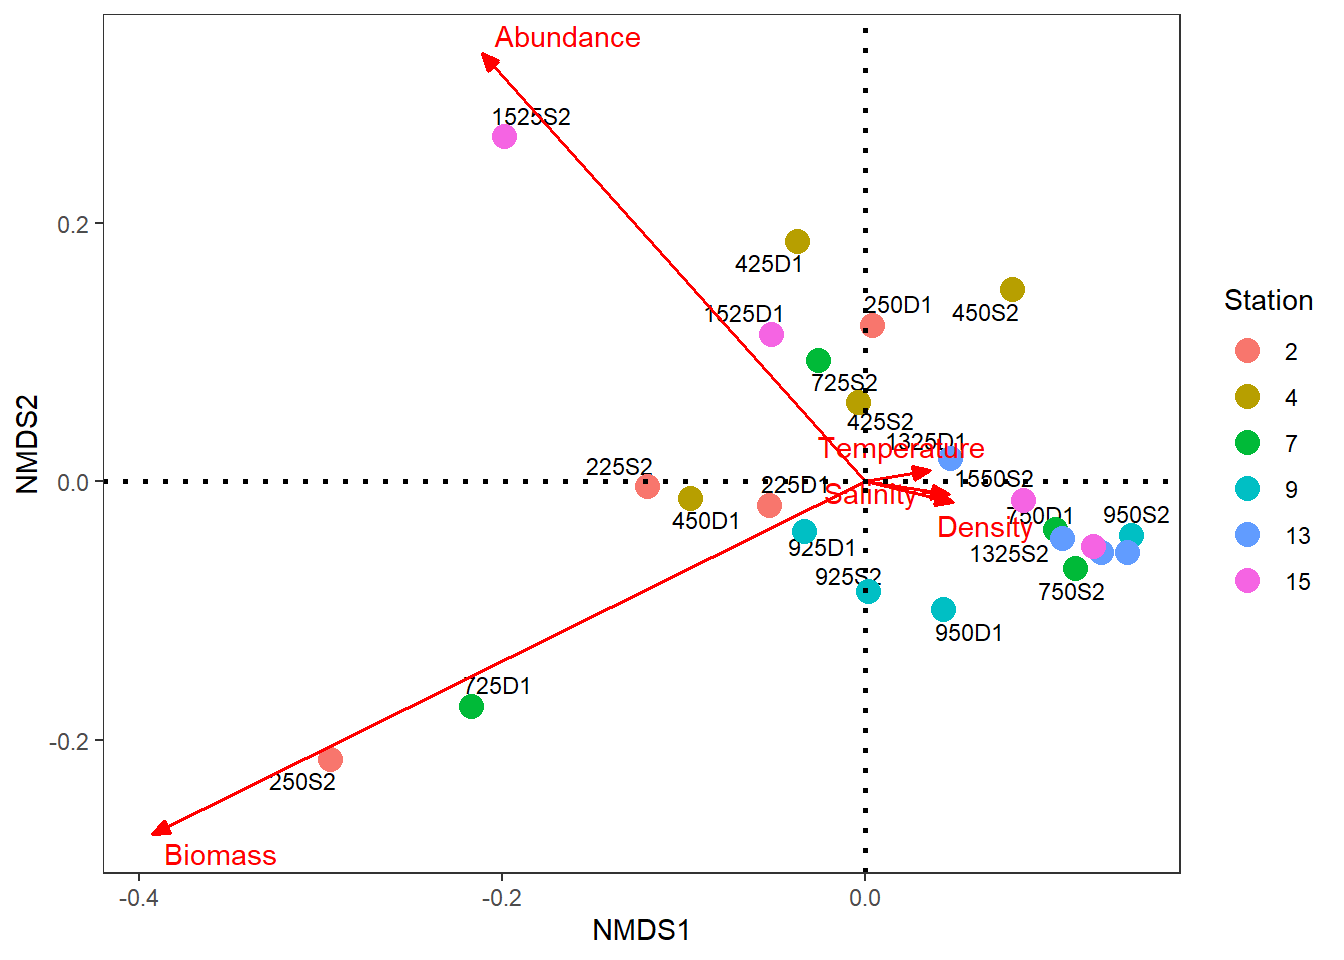 Abundance
1525S2
0.2
425D1
1525D1
250D1
450S2
725S2
425S2
1325D1
Temperature
225S2
1550S2
0.0
225D1
Salinity
450D1
750D1
950S2
Density
925D1
1325S2
925S2
750S2
950D1
725D1
-0.2
250S2
Biomass
-0.4
-0.2
0.0
NMDS1
NMDS2
Station
2
4
7
9
13
15